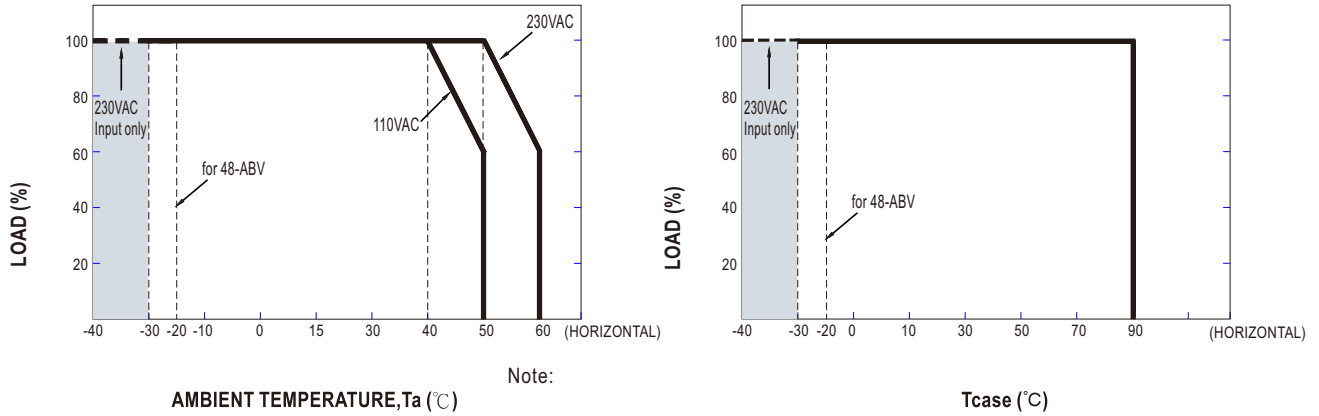 230VAC
100
80
60
40
20
LOAD (%)
230VAC
Input only
for 48-ABV
110VAC
-40 -30 -20 -10 0 15 30 40 50 60 (HORIZONTAL)
Note:
AMBIENT TEMPERATURE,Ta (℃)
100
80
60
40
20
LOAD (%)
230VAC
Input only
for 48-ABV
-40 -30 -20 0 10 30 50 70 90 (HORIZONTAL)
Tcase (℃)